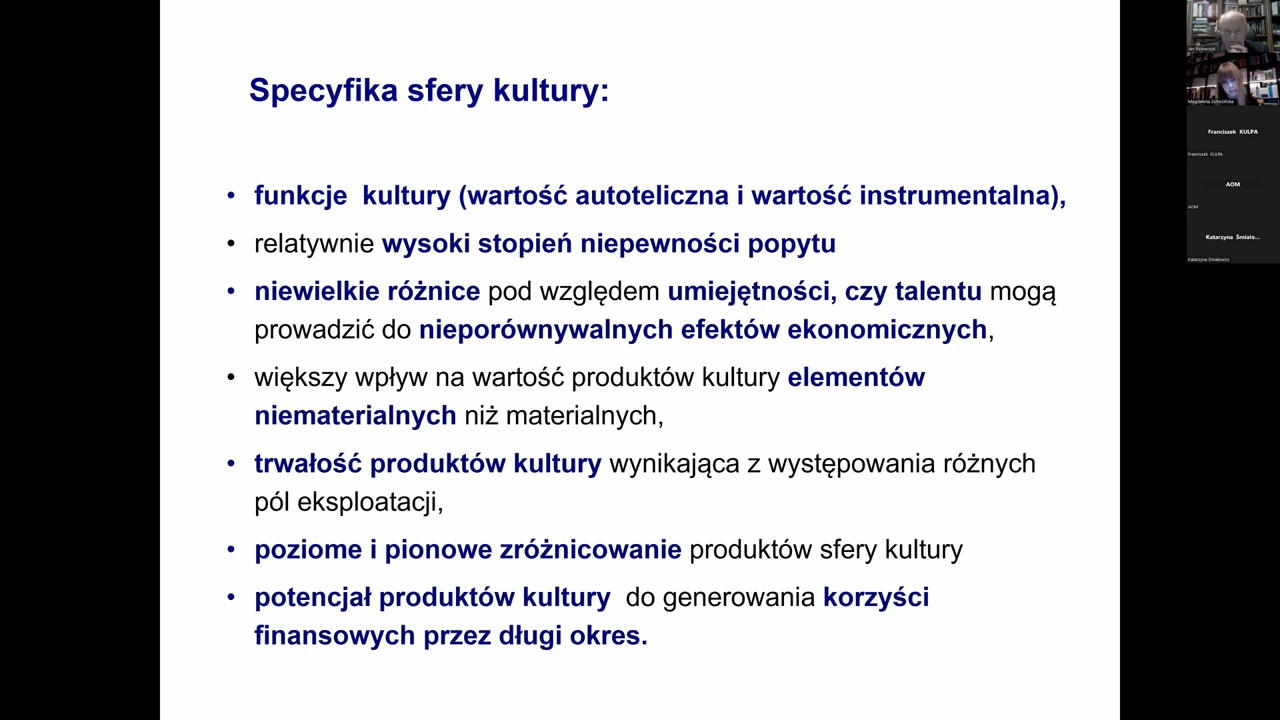 Specyfika sfery kultury:
• funkcje kultury (wartość autoteliczna i wartość instrumentalna),
• relatywnie wysoki stopień niepewności popytu
• niewielkie różnice pod względem umiejętności, czy talentu mogą
prowadzić do nieporównywalnych efektów ekonomicznych,
• większy wpływ na wartość produktów kultury elementów
niematerialnych niż materialnych,
• trwałość produktów kultury wynikająca z występowania różnych
pól eksploatacji,
• poziome i pionowe zróżnicowanie produktów sfery kultury
• potencjał produktów kultury do generowania korzyści
finansowych przez długi okres.
Magdalena Sobocińska
Franciszek KULPA
Franciszek KULPA
AOM
AOM
Katarzyna Śmiało...
Katarzyna Śmiałowicz